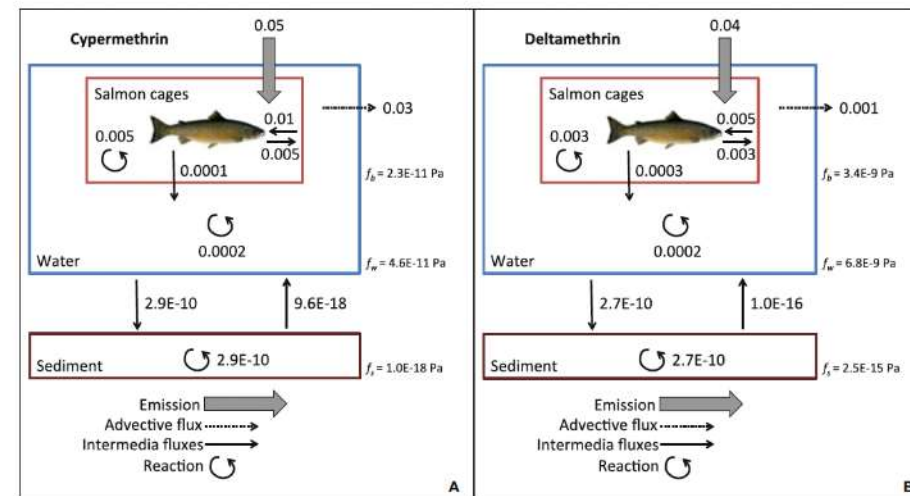 Cypermethrin
0.05
Salmon cages
0.03
0.01
0.005
0.005
0.0001
f_b = 2.3E-11 Pa
0.0002
Water
f_w = 4.6E-11 Pa
2.9E-10
9.6E-18
Sediment
2.9E-10
f_s = 1.0E-18 Pa
Emission
Advective flux
Intermedia fluxes
Reaction
A
Deltamethrin
0.04
Salmon cages
0.001
0.005
0.003
0.003
0.0003
f_b = 3.4E-9 Pa
0.0002
Water
f_w = 6.8E-9 Pa
2.7E-10
1.0E-16
Sediment
2.7E-10
f_s = 2.5E-15 Pa
Emission
Advective flux
Intermedia fluxes
Reaction
B